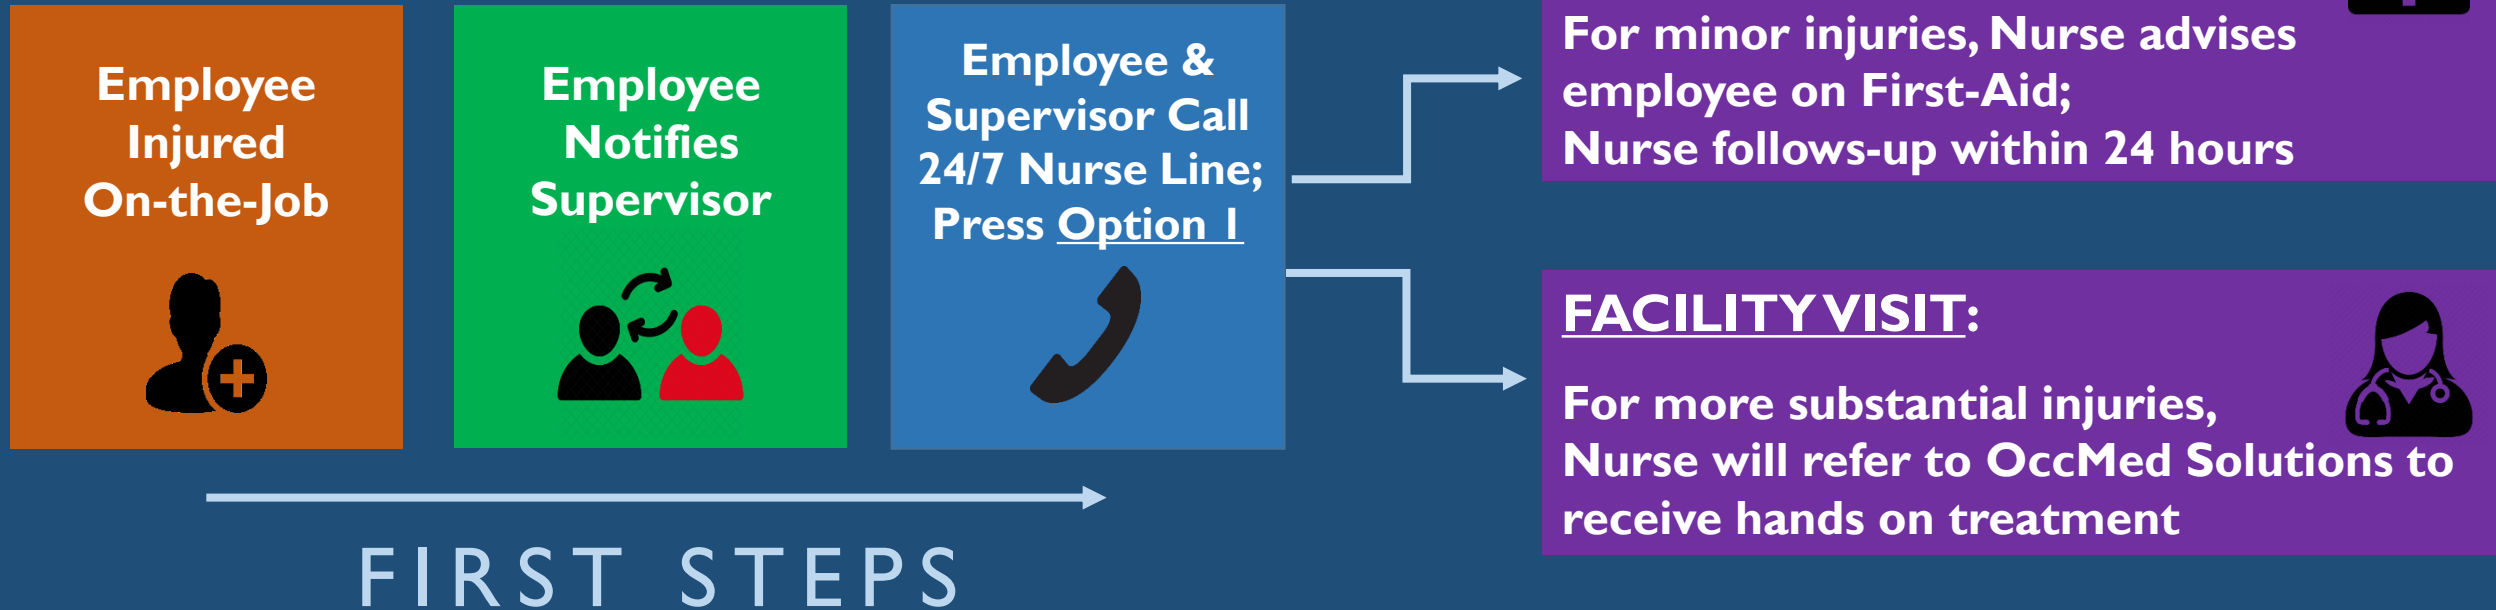 Employee
Injured
On-the-Job
Employee
Notifies
Supervisor
Employee &
Supervisor Call
24/7 Nurse Line;
Press Option 1
For minor injuries, Nurse advises
employee on First-Aid;
Nurse follows-up within 24 hours
FACILITY VISIT:
For more substantial injuries,
Nurse will refer to OccMed Solutions to
receive hands on treatment
FIRST STEPS